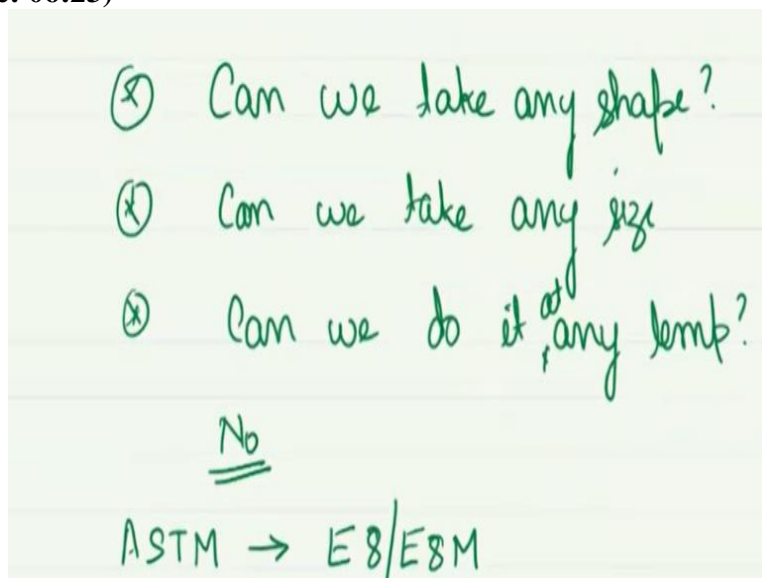 ⊗ Can we take any shape?
⊗ Can we take any size
⊗ Can we do it at any temp?
No
ASTM → E8/E8M